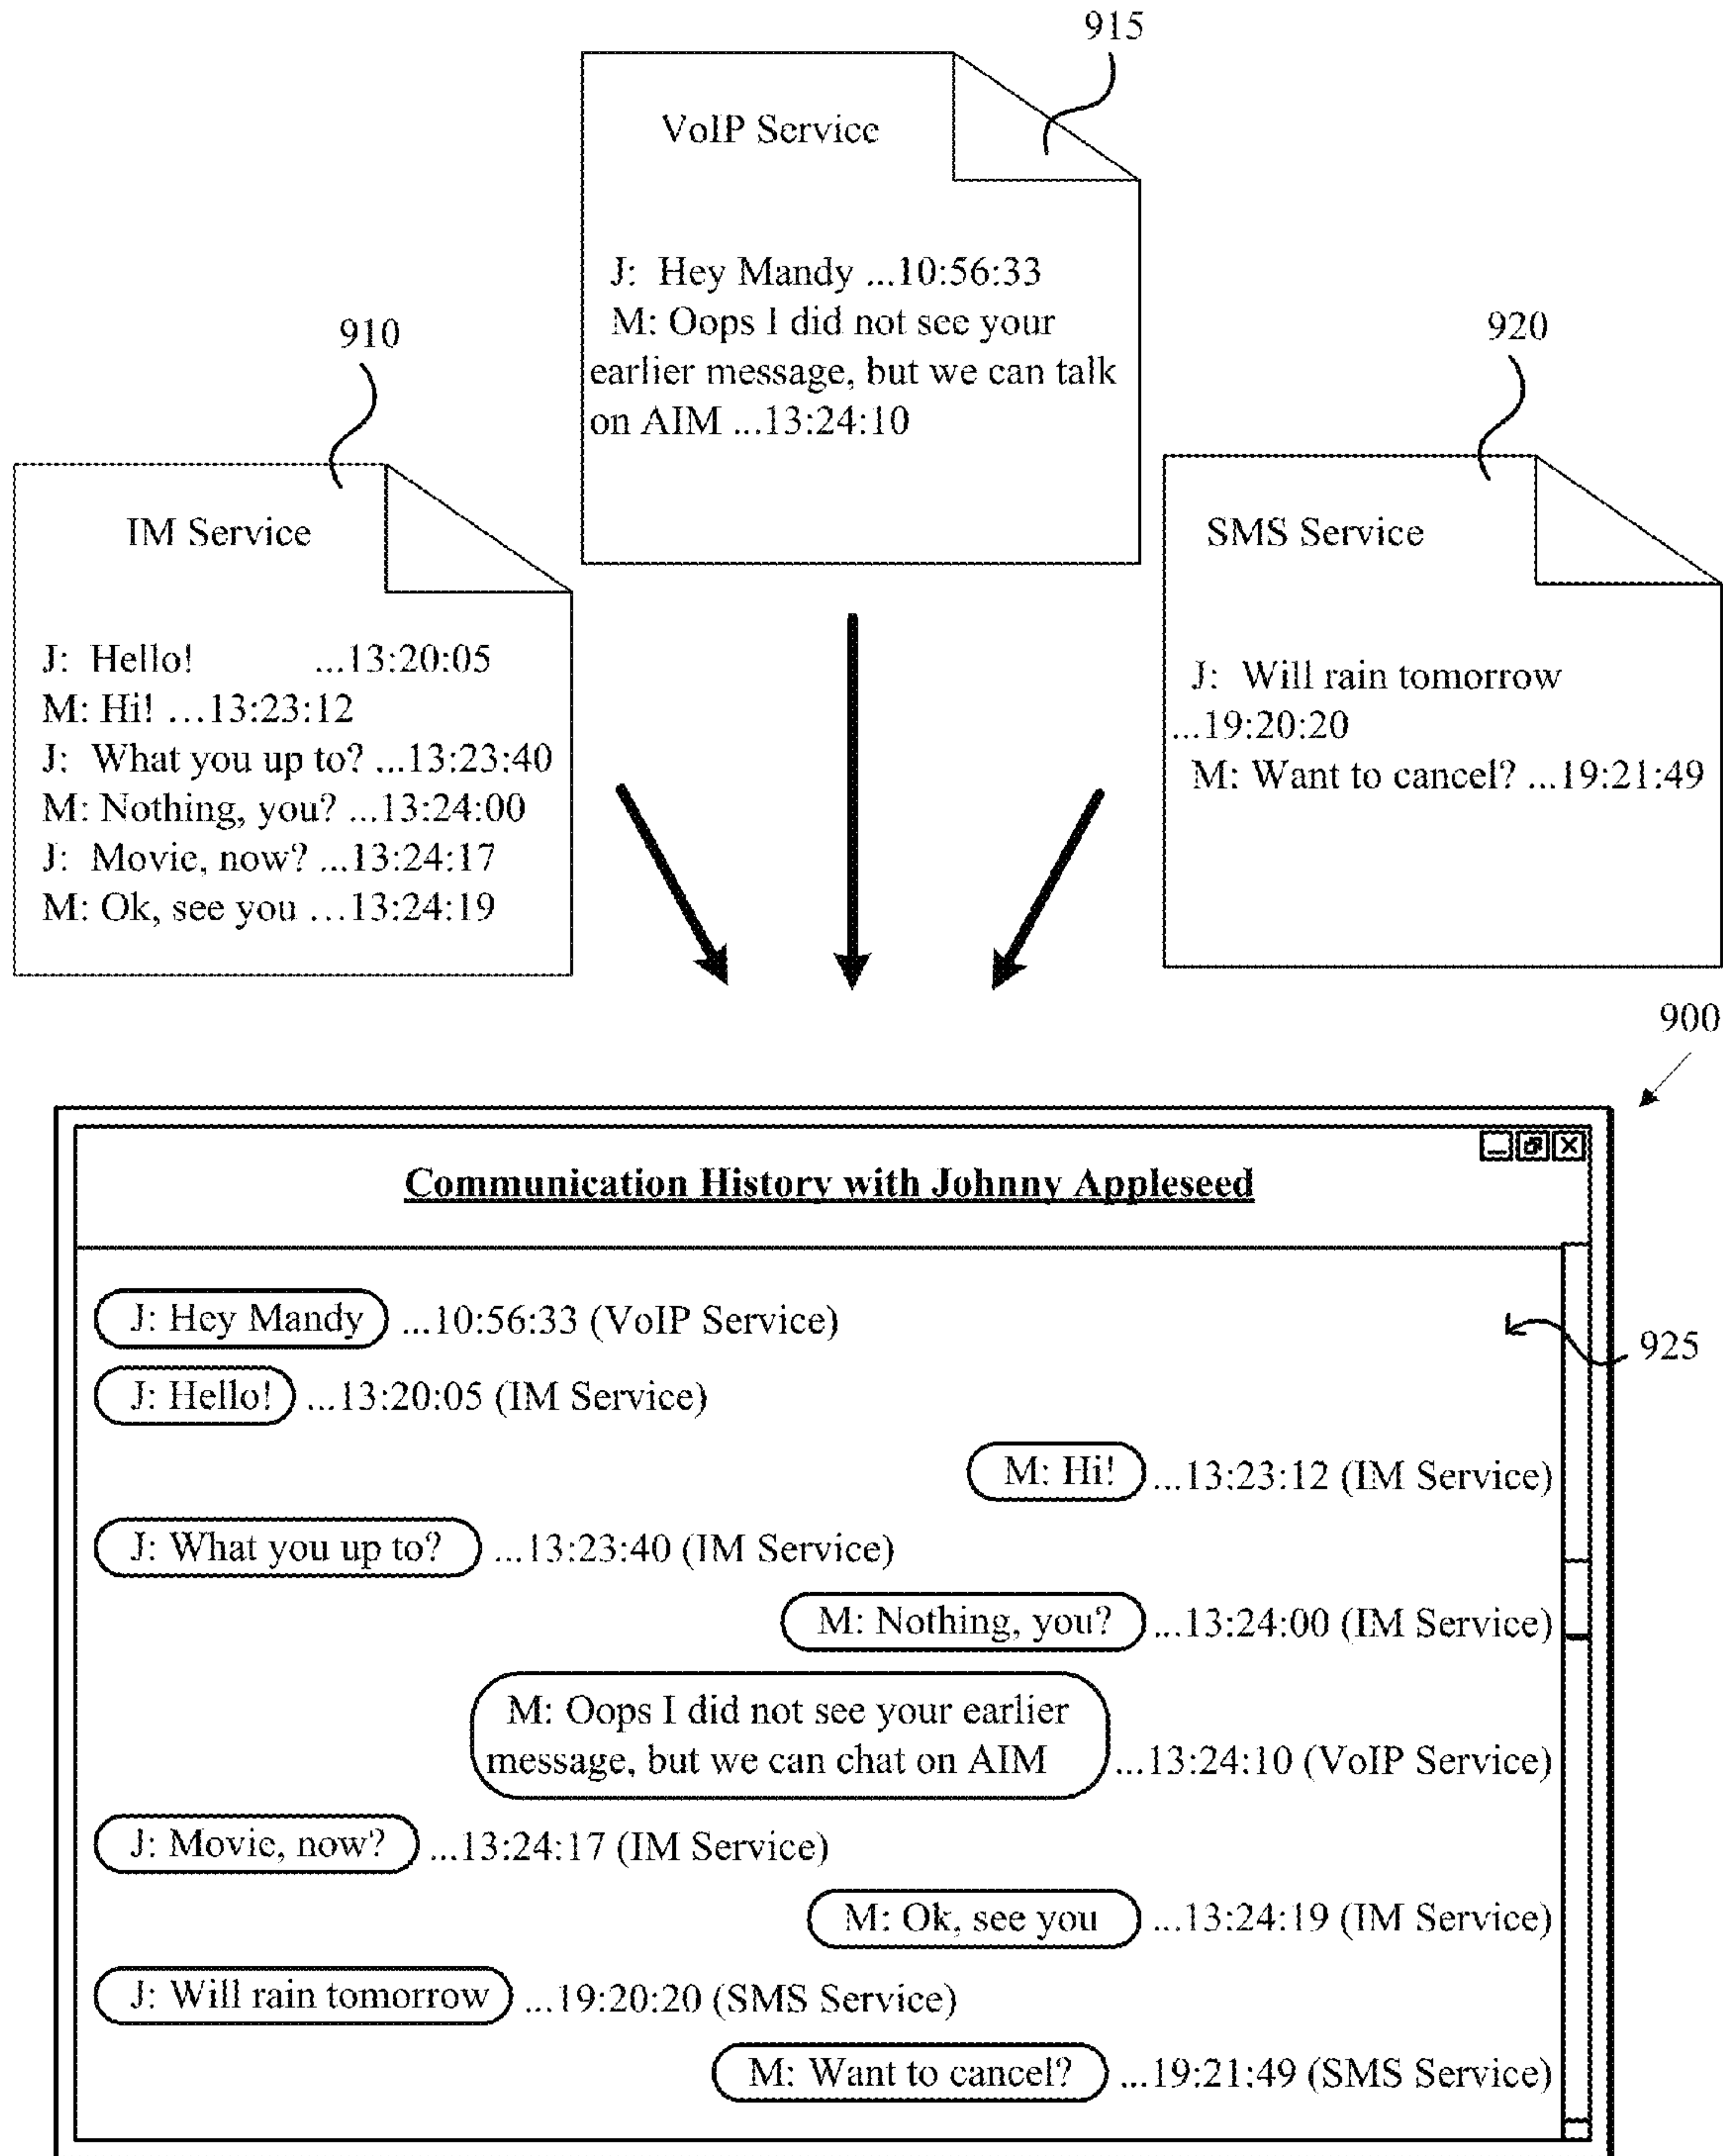 915
VoIP Service
J: Hey Mandy ...10:56:33
M: Oops I did not see your
earlier message, but we can talk
on AIM ...13:24:10
910
IM Service
J: Hello! ...13:20:05
M: Hi! ...13:23:12
J: What you up to? ...13:23:40
M: Nothing, you? ...13:24:00
J: Movie, now? ...13:24:17
M: Ok, see you ...13:24:19
920
SMS Service
J: Will rain tomorrow
...19:20:20
M: Want to cancel? ...19:21:49
900
Communication History with Johnny Appleseed
J: Hey Mandy ...10:56:33 (VoIP Service)
925
J: Hello! ...13:20:05 (IM Service)
M: Hi! ...13:23:12 (IM Service)
J: What you up to? ...13:23:40 (IM Service)
M: Nothing, you? ...13:24:00 (IM Service)
M: Oops I did not see your earlier
message, but we can chat on AIM ...13:24:10 (VoIP Service)
J: Movie, now? ...13:24:17 (IM Service)
M: Ok, see you ...13:24:19 (IM Service)
J: Will rain tomorrow ...19:20:20 (SMS Service)
M: Want to cancel? ...19:21:49 (SMS Service)